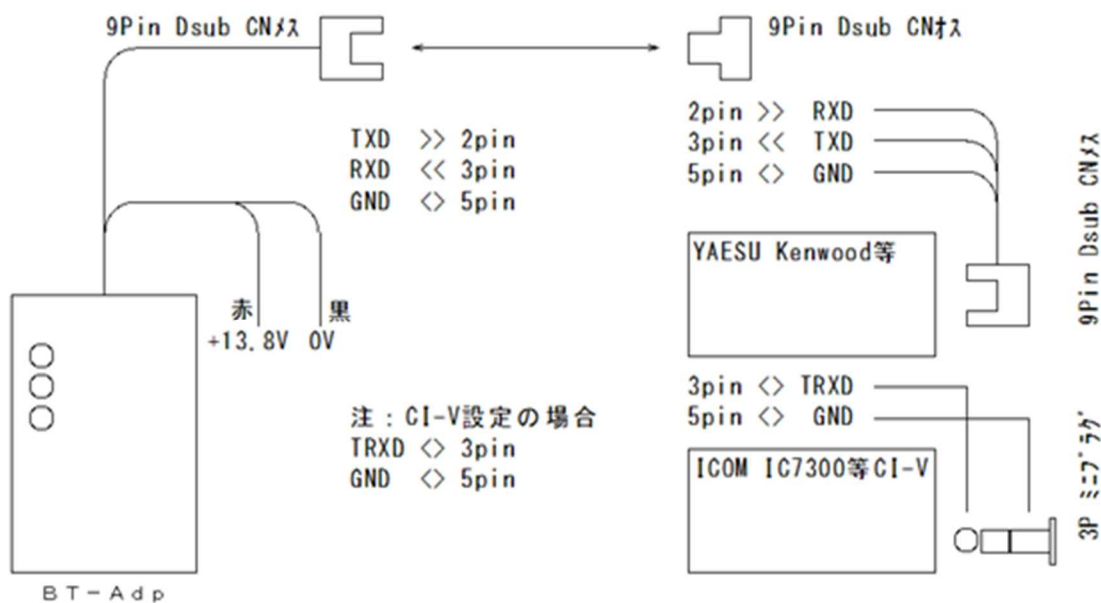 9Pin Dsub CNﾒｽ
9Pin Dsub CNｵｽ
TXD >> 2pin
RXD << 3pin
GND <> 5pin
2pin >> RXD
3pin << TXD
5pin <> GND
9Pin Dsub CNﾒｽ
YAESU Kenwood等
赤
黒
+13.8V 0V
注：CI-V設定の場合
TRXD <> 3pin
GND <> 5pin
3pin <> TRXD
5pin <> GND
ICOM IC7300等CI-V
3P ﾐﾆﾌﾟﾗｸﾞ
ＢＴ－Ａｄｐ